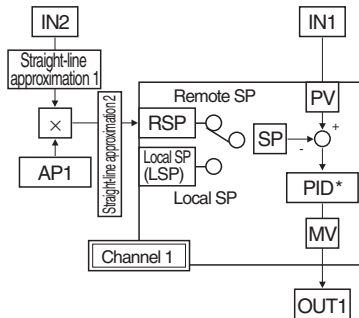 IN2
IN1
Straight-line
approximation 1
Straight-line approximation 2
Remote SP
PV
×
RSP
SP
+
-
AP1
Local SP
(LSP)
Local SP
PID*
MV
Channel 1
OUT1